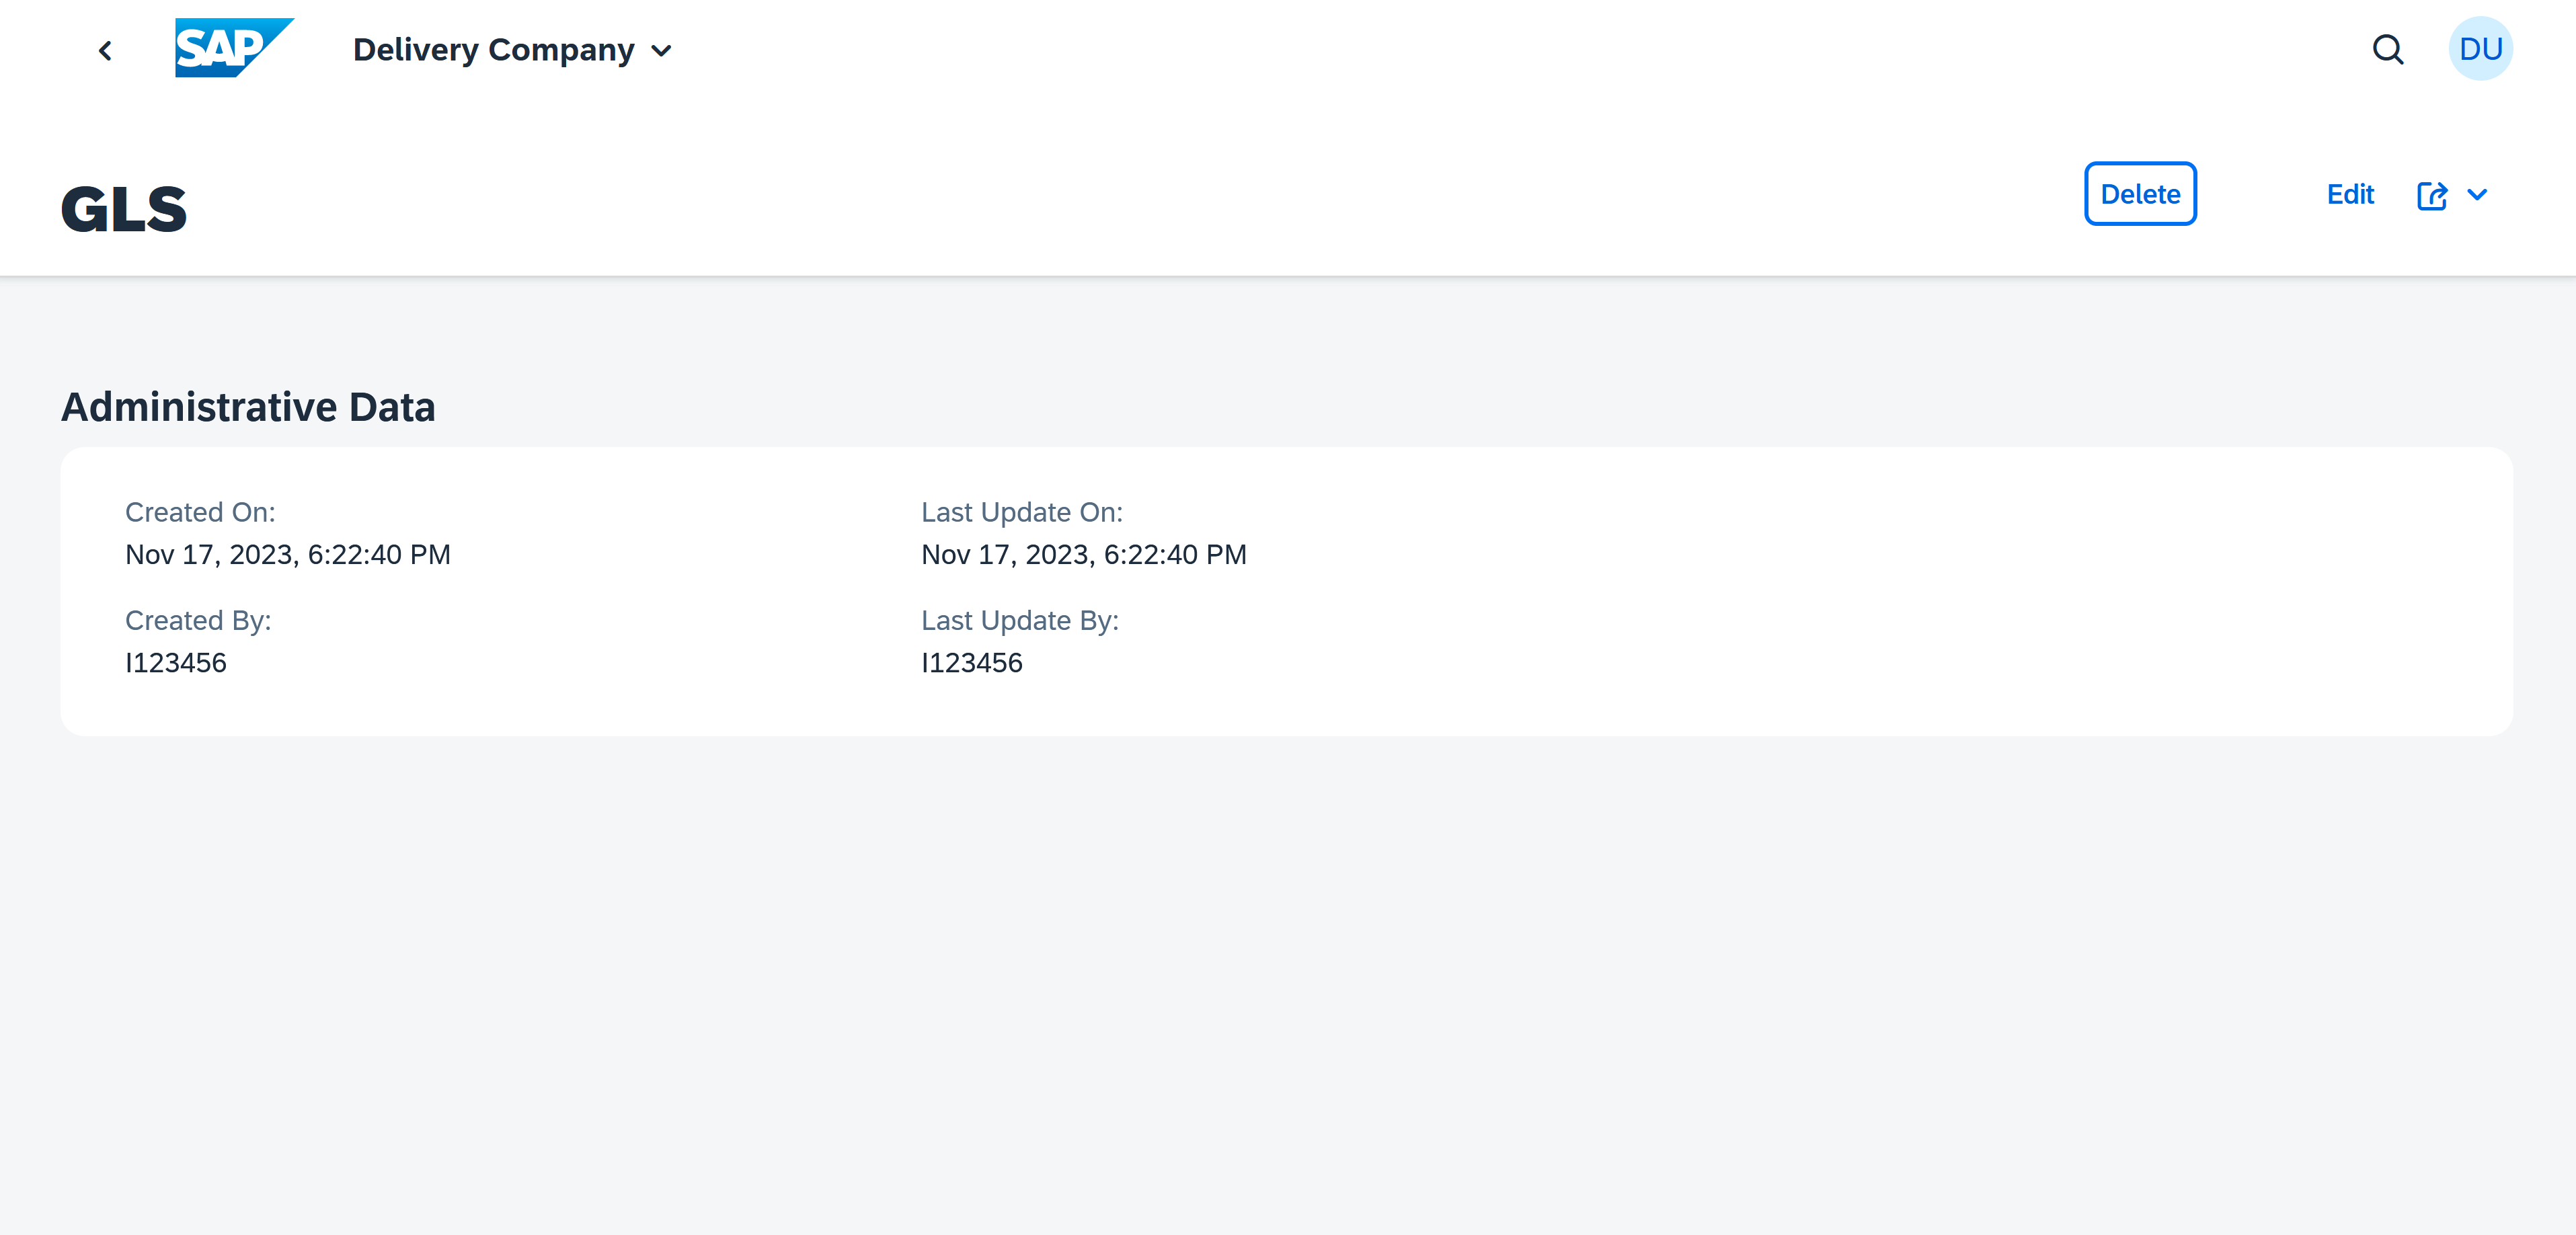 SAP
Delivery Company
DU
GLS
Delete
Edit
Administrative Data
Created On:
Nov 17, 2023, 6:22:40 PM
Created By:
I123456
Last Update On:
Nov 17, 2023, 6:22:40 PM
Last Update By:
I123456